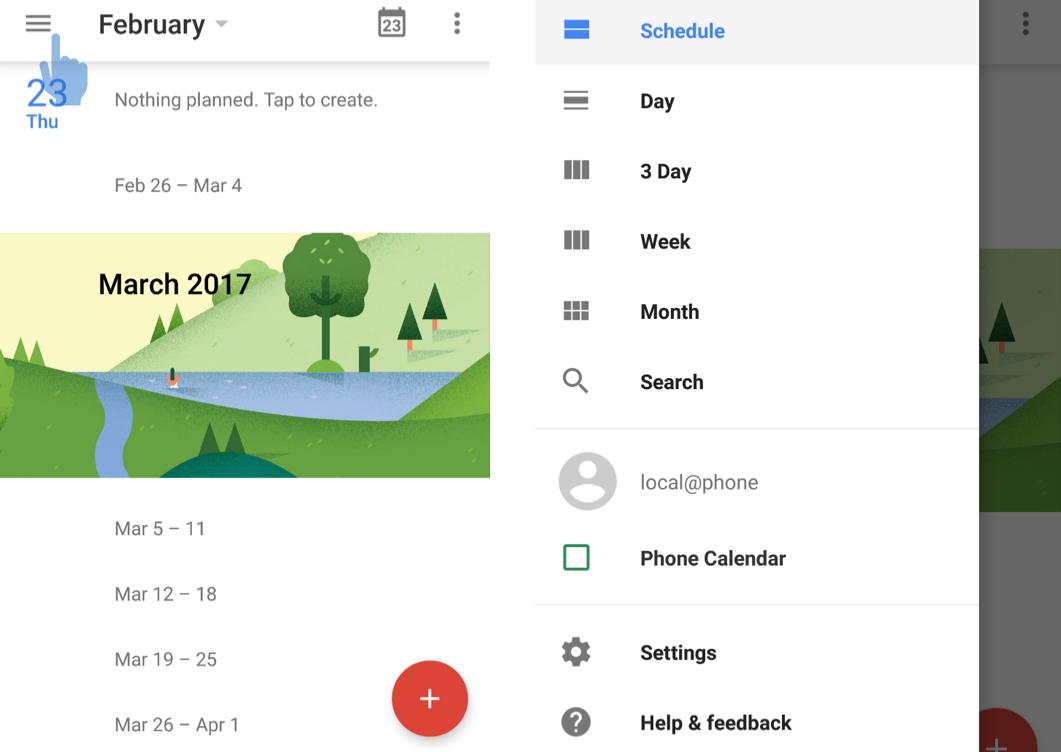 February
23
23
Thu
Nothing planned. Tap to create.
Feb 26 – Mar 4
March 2017
Mar 5 – 11
Mar 12 – 18
Mar 19 – 25
Mar 26 – Apr 1
Schedule
Day
3 Day
Week
Month
Search
local@phone
Phone Calendar
Settings
Help & feedback